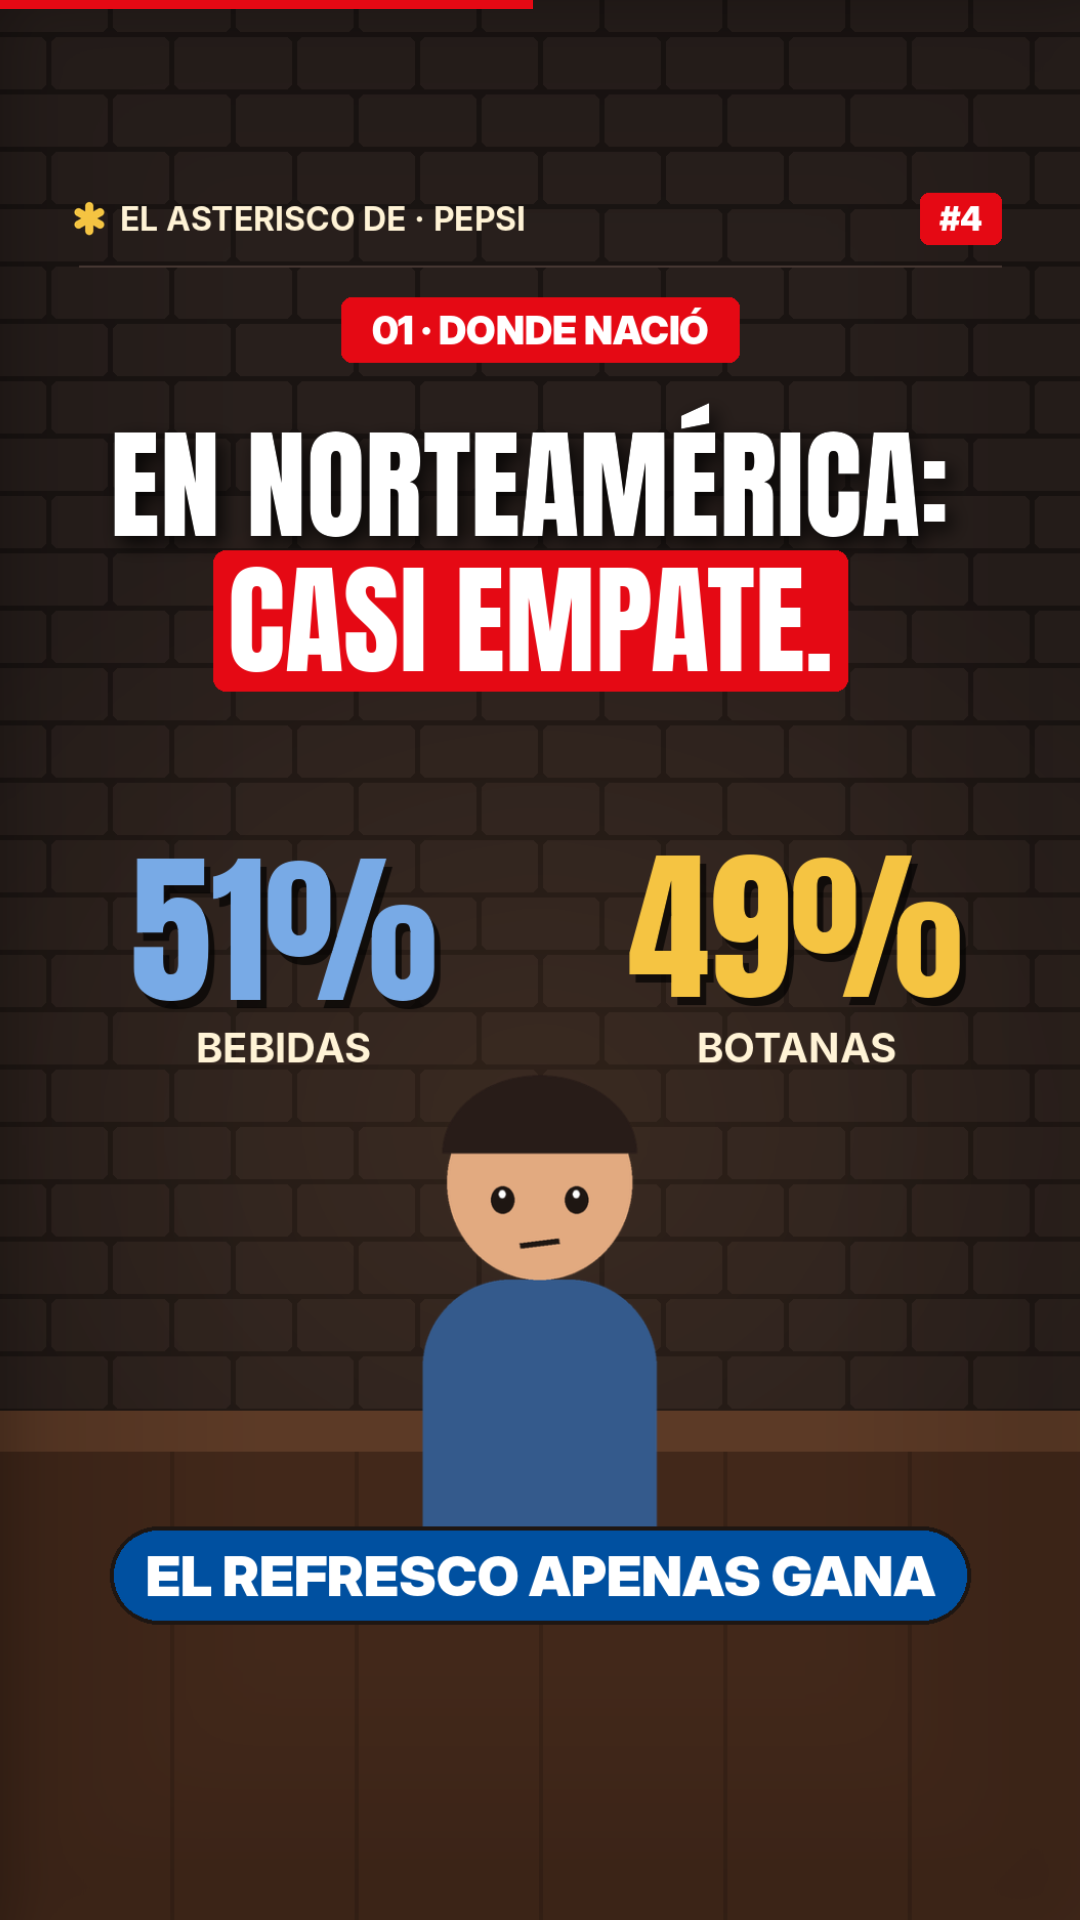 EL ASTERISCO DE · PEPSI
#4
01 · DONDE NACIÓ
EN NORTEAMÉRICA:
CASI EMPATE.
51%
49%
BEBIDAS
BOTANAS
EL REFRESCO APENAS GANA